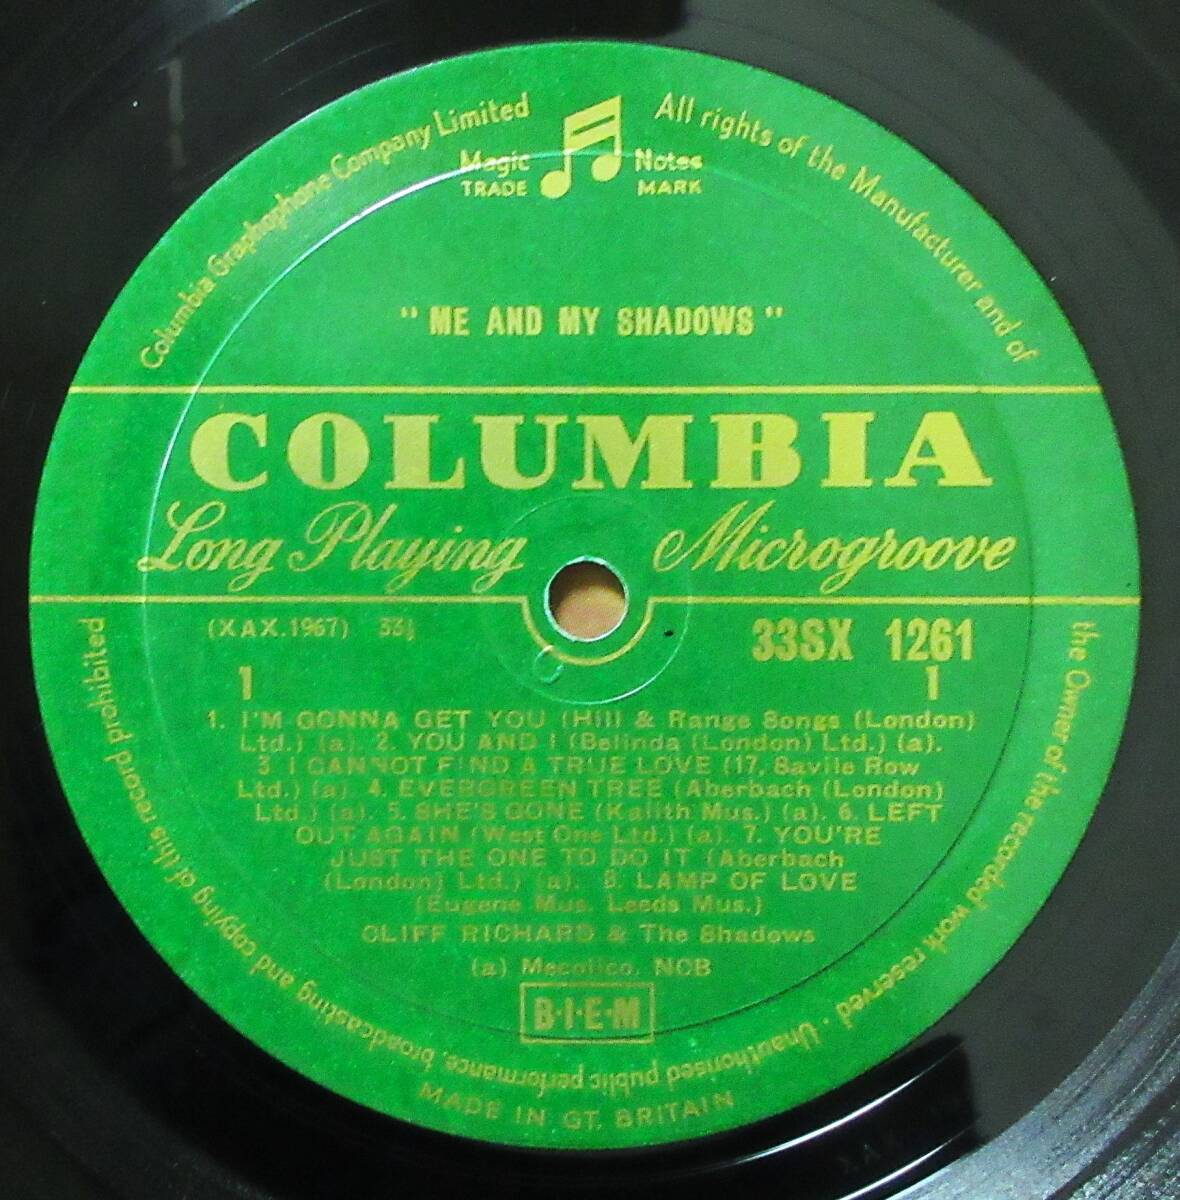 Columbia Graphophone Company Limited
All rights of the Manufacturer and of
the Owner of the recorded work reserved · Unauthorised public performance, broadcasting and copying of this record prohibited
Magic Notes
TRADE MARK
"ME AND MY SHADOWS"
COLUMBIA
Long Playing Microgroove
(XAX.1967) 33⅓
33SX 1261
1 1
1. I'M GONNA GET YOU (Hill & Range Songs (London)
Ltd.) (a). 2. YOU AND I (Belinda (London) Ltd.) (a).
3. I CANNOT FIND A TRUE LOVE (17, Savile Row
Ltd.) (a) 4. EVERGREEN TREE (Aberbach (London)
Ltd.) (a). 5. SHE'S GONE (Kalith Mus.) (a). 6. LEFT
OUT AGAIN (West One Ltd.) (a). 7. YOU'RE
JUST THE ONE TO DO IT (Aberbach
(London) Ltd.) (a). 8. LAMP OF LOVE
(Eugene Mus. Leeds Mus.)
CLIFF RICHARD & The Shadows
(a) Mecolico. NCB
B·I·E·M
MADE IN GT. BRITAIN